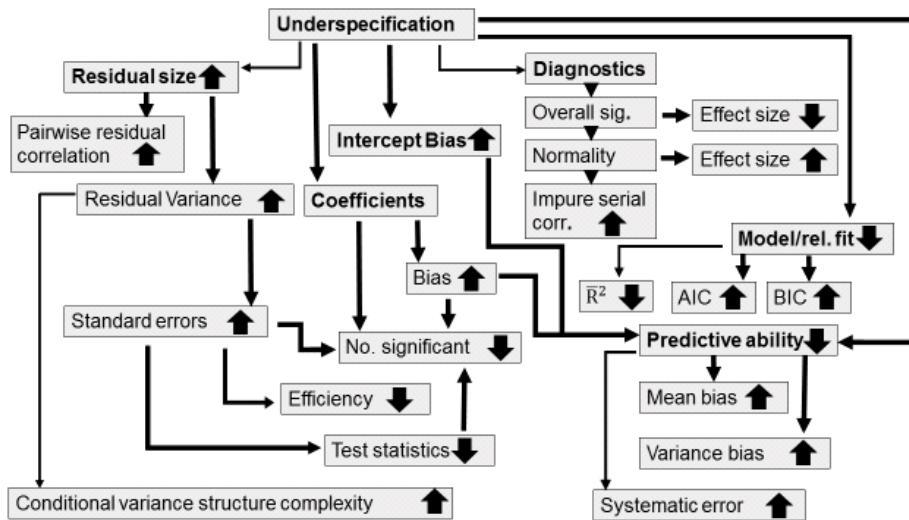 Underspecification
Residual size
Diagnostics
Pairwise residual
correlation
Overall sig.
Effect size
Intercept Bias
Normality
Effect size
Residual Variance
Coefficients
Impure serial
corr.
Model/rel. fit
Bias
R̅²
AIC
BIC
Standard errors
No. significant
Predictive ability
Efficiency
Mean bias
Test statistics
Variance bias
Conditional variance structure complexity
Systematic error